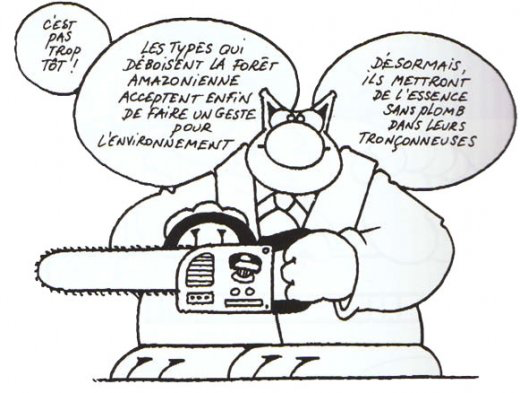 C'EST
PAS
TROP
TÔT !
LES TYPES QUI
DÉBOISENT LA FORÊT
AMAZONIENNE
ACCEPTENT ENFIN
DE FAIRE UN GESTE
POUR
L'ENVIRONNEMENT
DÉSORMAIS,
ILS METTRONT
DE L'ESSENCE
SANS PLOMB
DANS LEURS
TRONÇONNEUSES